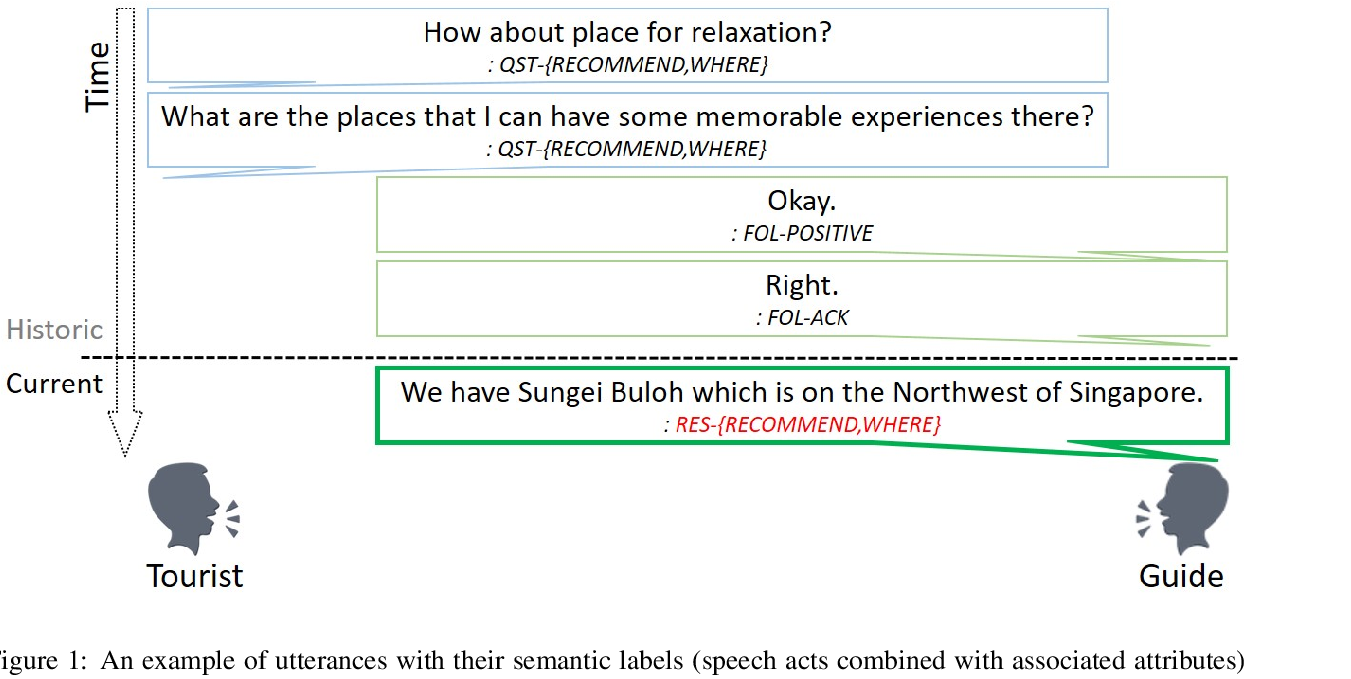 Time
How about place for relaxation?
: QST-{RECOMMEND,WHERE}
What are the places that I can have some memorable experiences there?
: QST-{RECOMMEND,WHERE}
Okay.
: FOL-POSITIVE
Right.
: FOL-ACK
Historic
Current
We have Sungei Buloh which is on the Northwest of Singapore.
: RES-{RECOMMEND,WHERE}
Tourist
Guide
igure 1: An example of utterances with their semantic labels (speech acts combined with associated attributes)